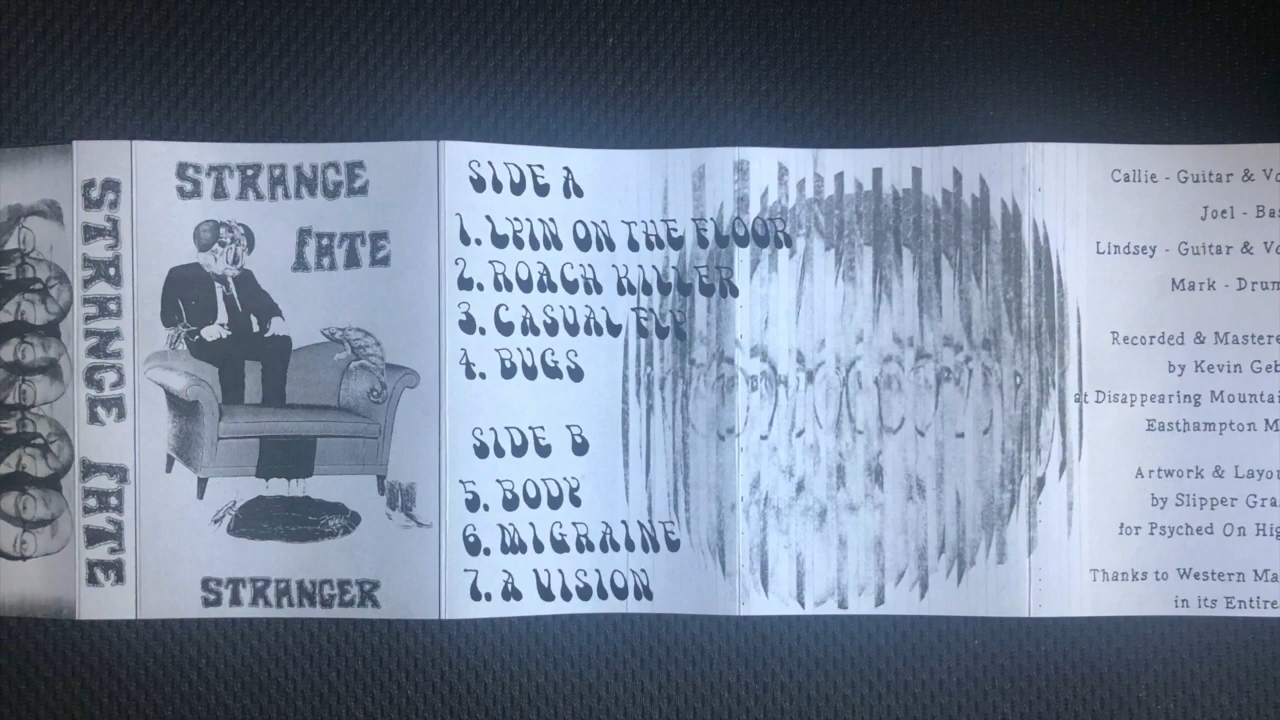 STRANGE FATE
STRANGE
FATE
STRANGER
SIDE A
1. LYIN ON THE FLOOR
2. ROACH KILLER
3. CASUAL FLY
4. BUGS
SIDE B
5. BODY
6. MIGRAINE
7. A VISION
Callie - Guitar & Vo
Joel - Ba
Lindsey - Guitar & Vo
Mark - Drum
Recorded & Mastere
by Kevin Geb
at Disappearing Mountai
Easthampton M
Artwork & Layo
by Slipper Gra
for Psyched On Hig
Thanks to Western Ma
in its Entire